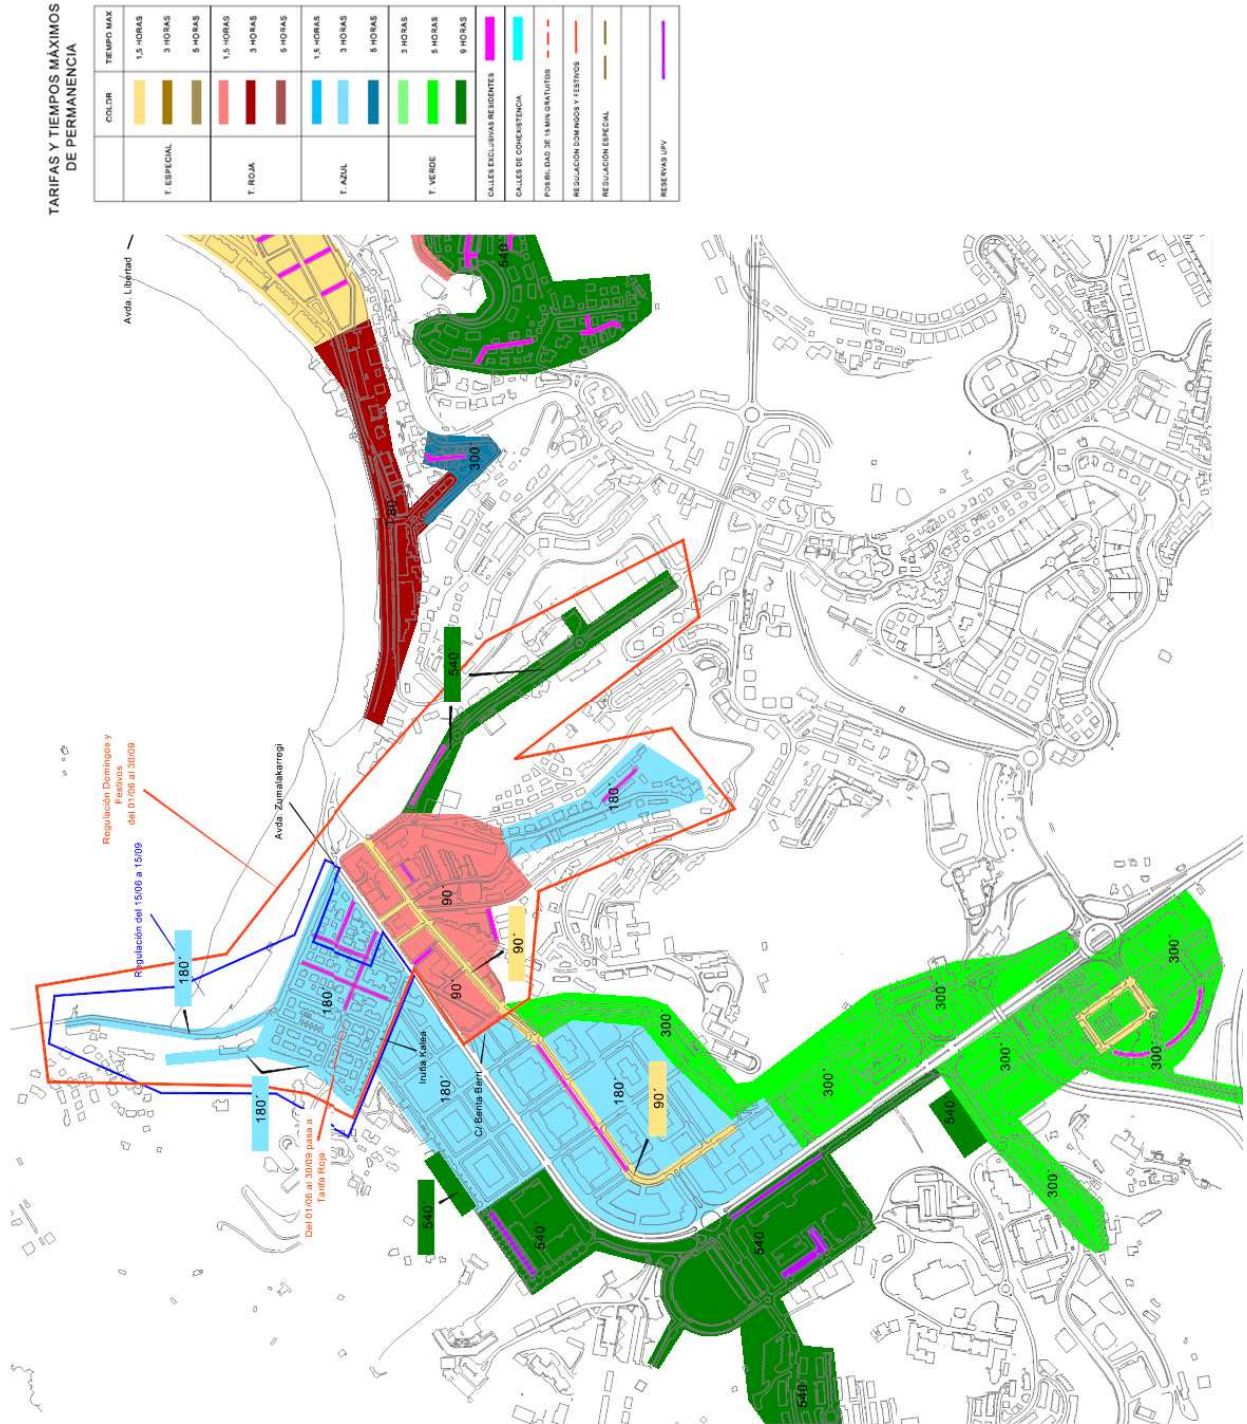 TARIFAS Y TIEMPOS MÁXIMOS
DE PERMANENCIA
COLOR
TIEMPO MAX
T. ESPECIAL
1,5 HORAS
3 HORAS
5 HORAS
T. ROJA
1,5 HORAS
3 HORAS
5 HORAS
T. AZUL
1,5 HORAS
3 HORAS
5 HORAS
T. VERDE
3 HORAS
5 HORAS
9 HORAS
CALLES EXCLUSIVAS RESIDENTES
CALLES DE COHEXISTENCIA
POSIBILIDAD DE 15 MIN GRATUITOS
REGULACIÓN DOMINGOS Y FESTIVOS
REGULACIÓN ESPECIAL
RESERVAS UPV
Avda. Libertad
540´
180´
300´
540´
Regulación Domingos y
Festivos
del 01/06 al 30/09
Regulación del 15/06 a 15/09
Avda. Zumalakarregi
180´
180´
180´
180
90´
90´
90´
Del 01/06 al 30/09 pasa a
Tarifa Roja
Iruña Kalea
C/ Benta Berri
180´
180´
90´
540´
540´
540´
540´
540´
300´
300´
300´
300´
300´
300´
300´